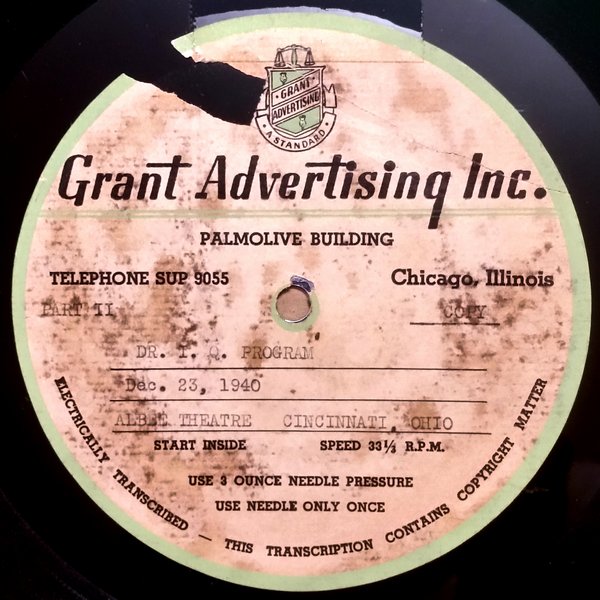 GRANT
ADVERTISING
A STANDARD
Grant Advertising Inc.
PALMOLIVE BUILDING
TELEPHONE SUP 9055 Chicago, Illinois
PART II COPY
DR. I. Q. PROGRAM
Dec. 23, 1940
ALBEE THEATRE CINCINNATI, OHIO
START INSIDE SPEED 33⅓ R.P.M.
USE 3 OUNCE NEEDLE PRESSURE
USE NEEDLE ONLY ONCE
ELECTRICALLY TRANSCRIBED — THIS TRANSCRIPTION CONTAINS COPYRIGHT MATTER